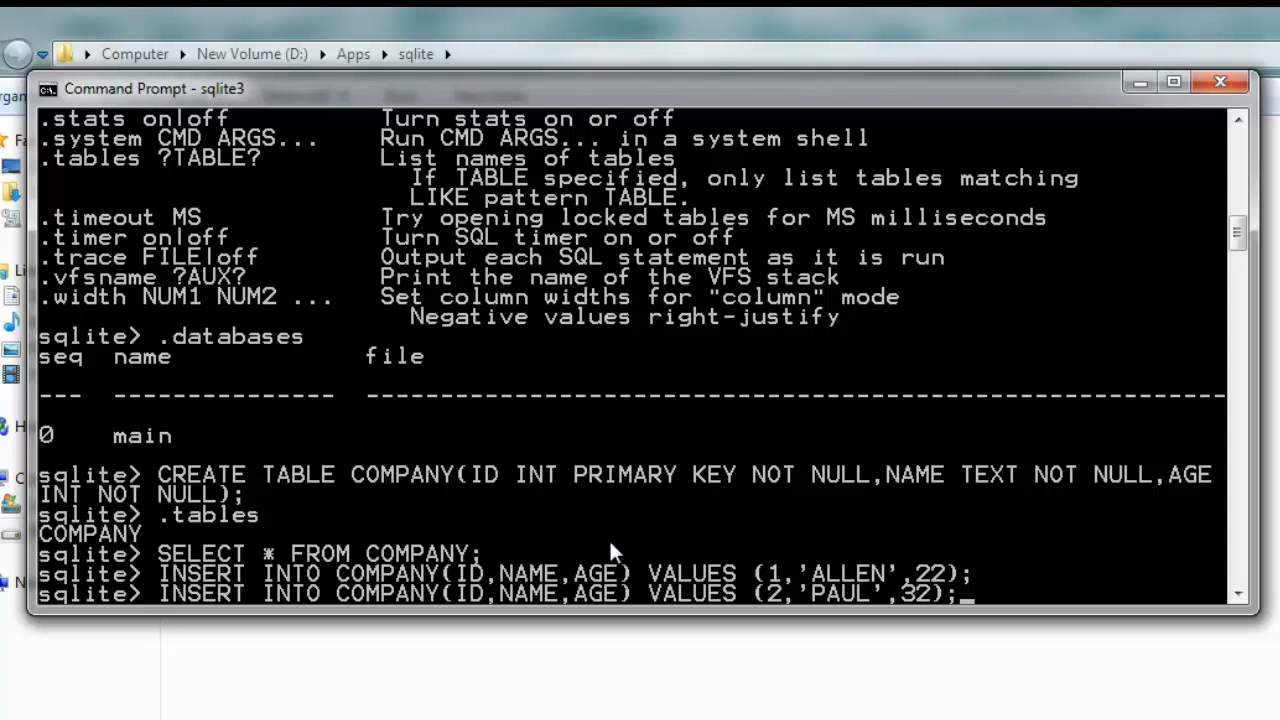 Computer New Volume (D:) Apps sqlite
Command Prompt - sqlite3
.stats on|off Turn stats on or off
.system CMD ARGS... Run CMD ARGS... in a system shell
.tables ?TABLE? List names of tables
If TABLE specified, only list tables matching
LIKE pattern TABLE.
.timeout MS Try opening locked tables for MS milliseconds
.timer on|off Turn SQL timer on or off
.trace FILE|off Output each SQL statement as it is run
.vfsname ?AUX? Print the name of the VFS stack
.width NUM1 NUM2 ... Set column widths for "column" mode
Negative values right-justify
sqlite> .databases
seq name file
--- --------------- ----------------------------------------------------------
0 main
sqlite> CREATE TABLE COMPANY(ID INT PRIMARY KEY NOT NULL,NAME TEXT NOT NULL,AGE
INT NOT NULL);
sqlite> .tables
COMPANY
sqlite> SELECT * FROM COMPANY;
sqlite> INSERT INTO COMPANY(ID,NAME,AGE) VALUES (1,'ALLEN',22);
sqlite> INSERT INTO COMPANY(ID,NAME,AGE) VALUES (2,'PAUL',32);_